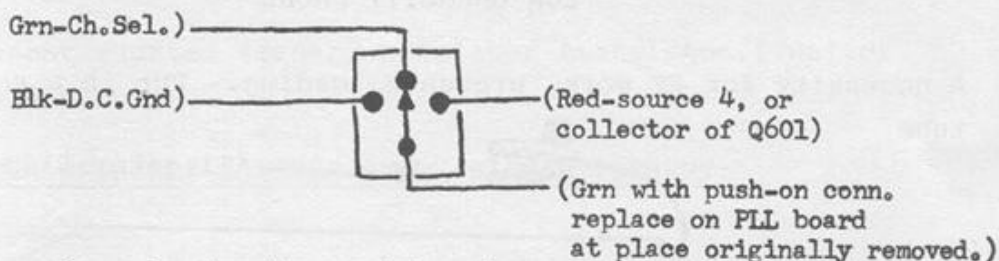 Grn-Ch.Sel.)
Blk-D.C.Gnd)
(Red-source 4, or
collector of Q601)
(Grn with push-on conn.
replace on PLL board
at place originally removed.)